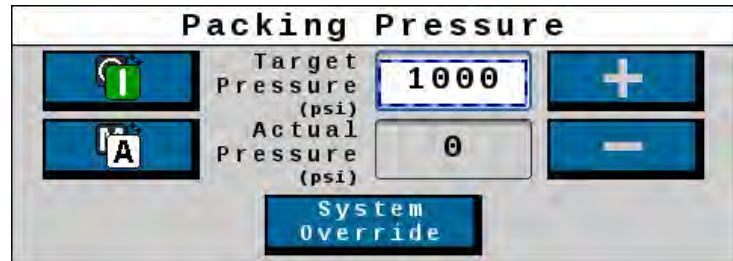 Packing Pressure
I
Target
Pressure
(psi)
1000
+
A
Actual
Pressure
(psi)
0
-
System
Override